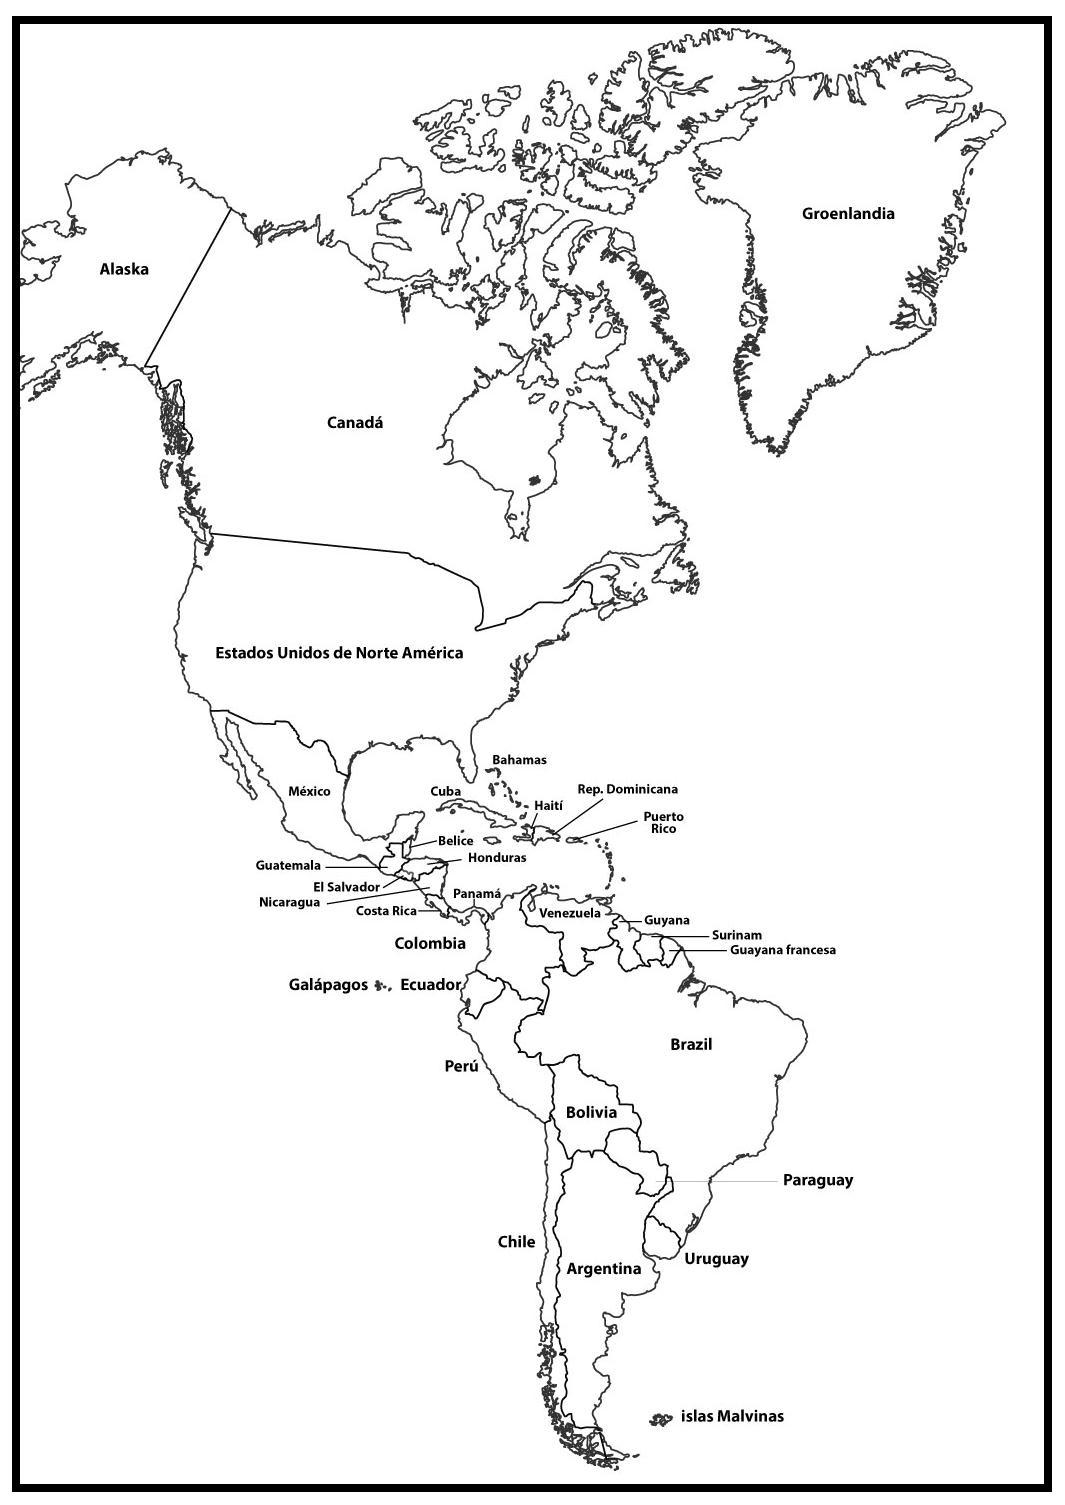 Groenlandia
Alaska
Canadá
Estados Unidos de Norte América
Bahamas
México
Cuba
Rep. Dominicana
Haití
Puerto
Rico
Belice
Honduras
Guatemala
El Salvador
Nicaragua
Panamá
Costa Rica
Venezuela
Guyana
Surinam
Colombia
Guayana francesa
Galápagos
Ecuador
Brazil
Perú
Bolivia
Paraguay
Chile
Uruguay
Argentina
islas Malvinas